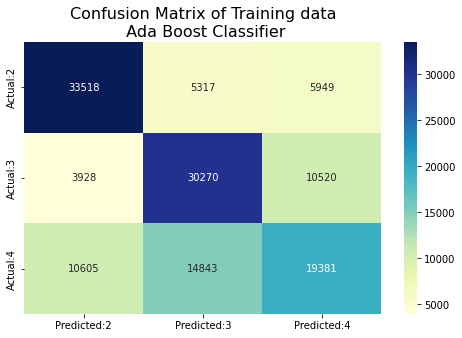 Confusion Matrix of Training data
Ada Boost Classifier
Actual:2
33518
5317
5949
Actual:3
3928
30270
10520
Actual:4
10605
14843
19381
Predicted:2
Predicted:3
Predicted:4
30000
25000
20000
15000
10000
5000